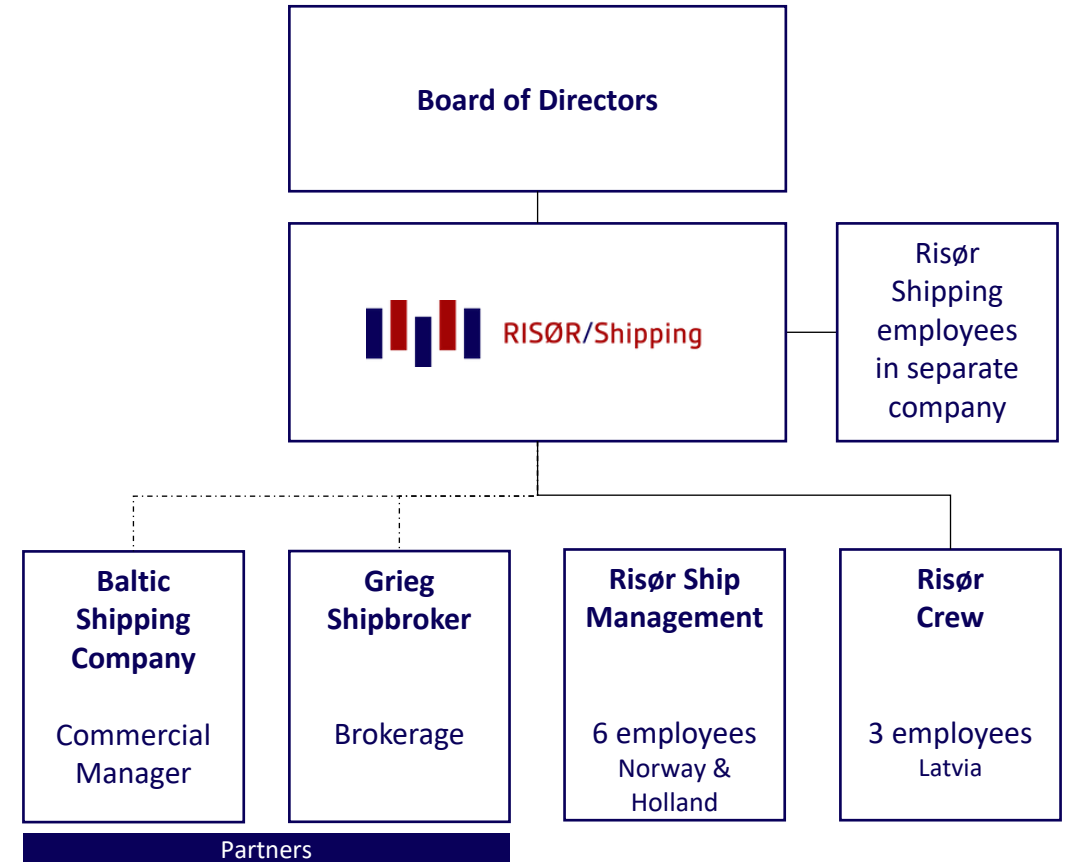 Board of Directors
RISØR/Shipping
Risør
Shipping
employees
in separate
company
Baltic
Shipping
Company
Commercial
Manager
Grieg
Shipbroker
Brokerage
Risør Ship
Management
6 employees
Norway &
Holland
Risør
Crew
3 employees
Latvia
Partners